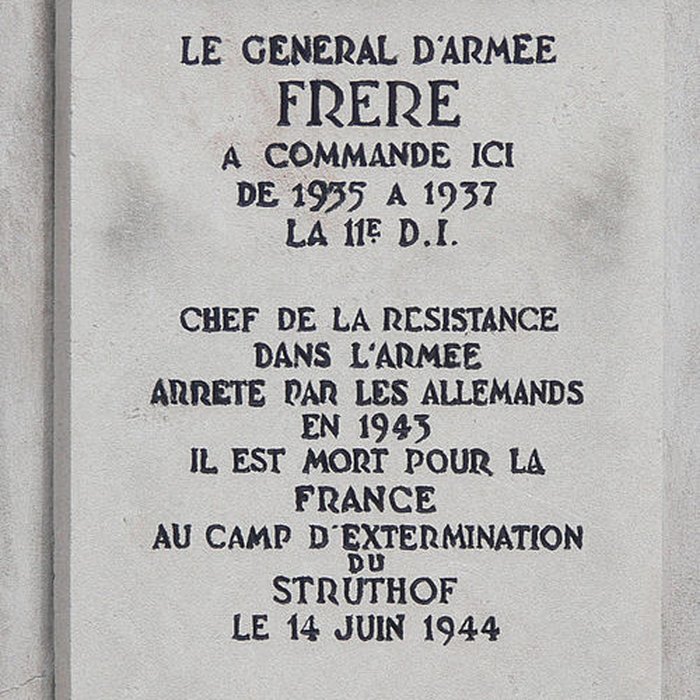 LE GENERAL D'ARMEE
FRERE
A COMMANDE ICI
DE 1935 A 1937
LA 11E D.I.
CHEF DE LA RESISTANCE
DANS L'ARMEE
ARRETE PAR LES ALLEMANDS
EN 1943
IL EST MORT POUR LA
FRANCE
AU CAMP D'EXTERMINATION
DU
STRUTHOF
LE 14 JUIN 1944